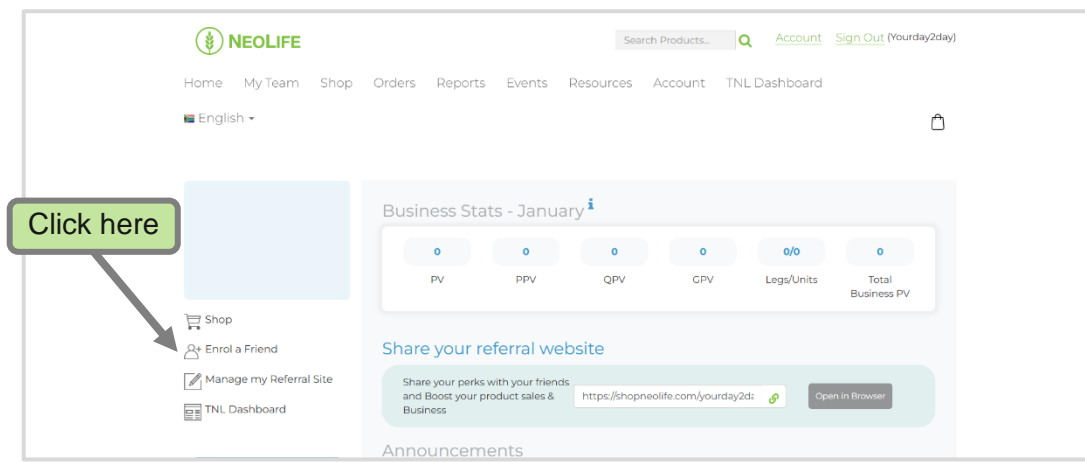 NEOLIFE
Search Products...
Account Sign Out (Yourday2day)
Home My Team Shop Orders Reports Events Resources Account TNL Dashboard
English
Click here
Business Stats - January i
0 0 0 0 0/0 0
PV PPV QPV GPV Legs/Units Total
Business PV
Shop
Enrol a Friend
Manage my Referral Site
TNL Dashboard
Share your referral website
Share your perks with your friends
and Boost your product sales &
Business
https://shopneolife.com/yourday2da
Open in Browser
Announcements